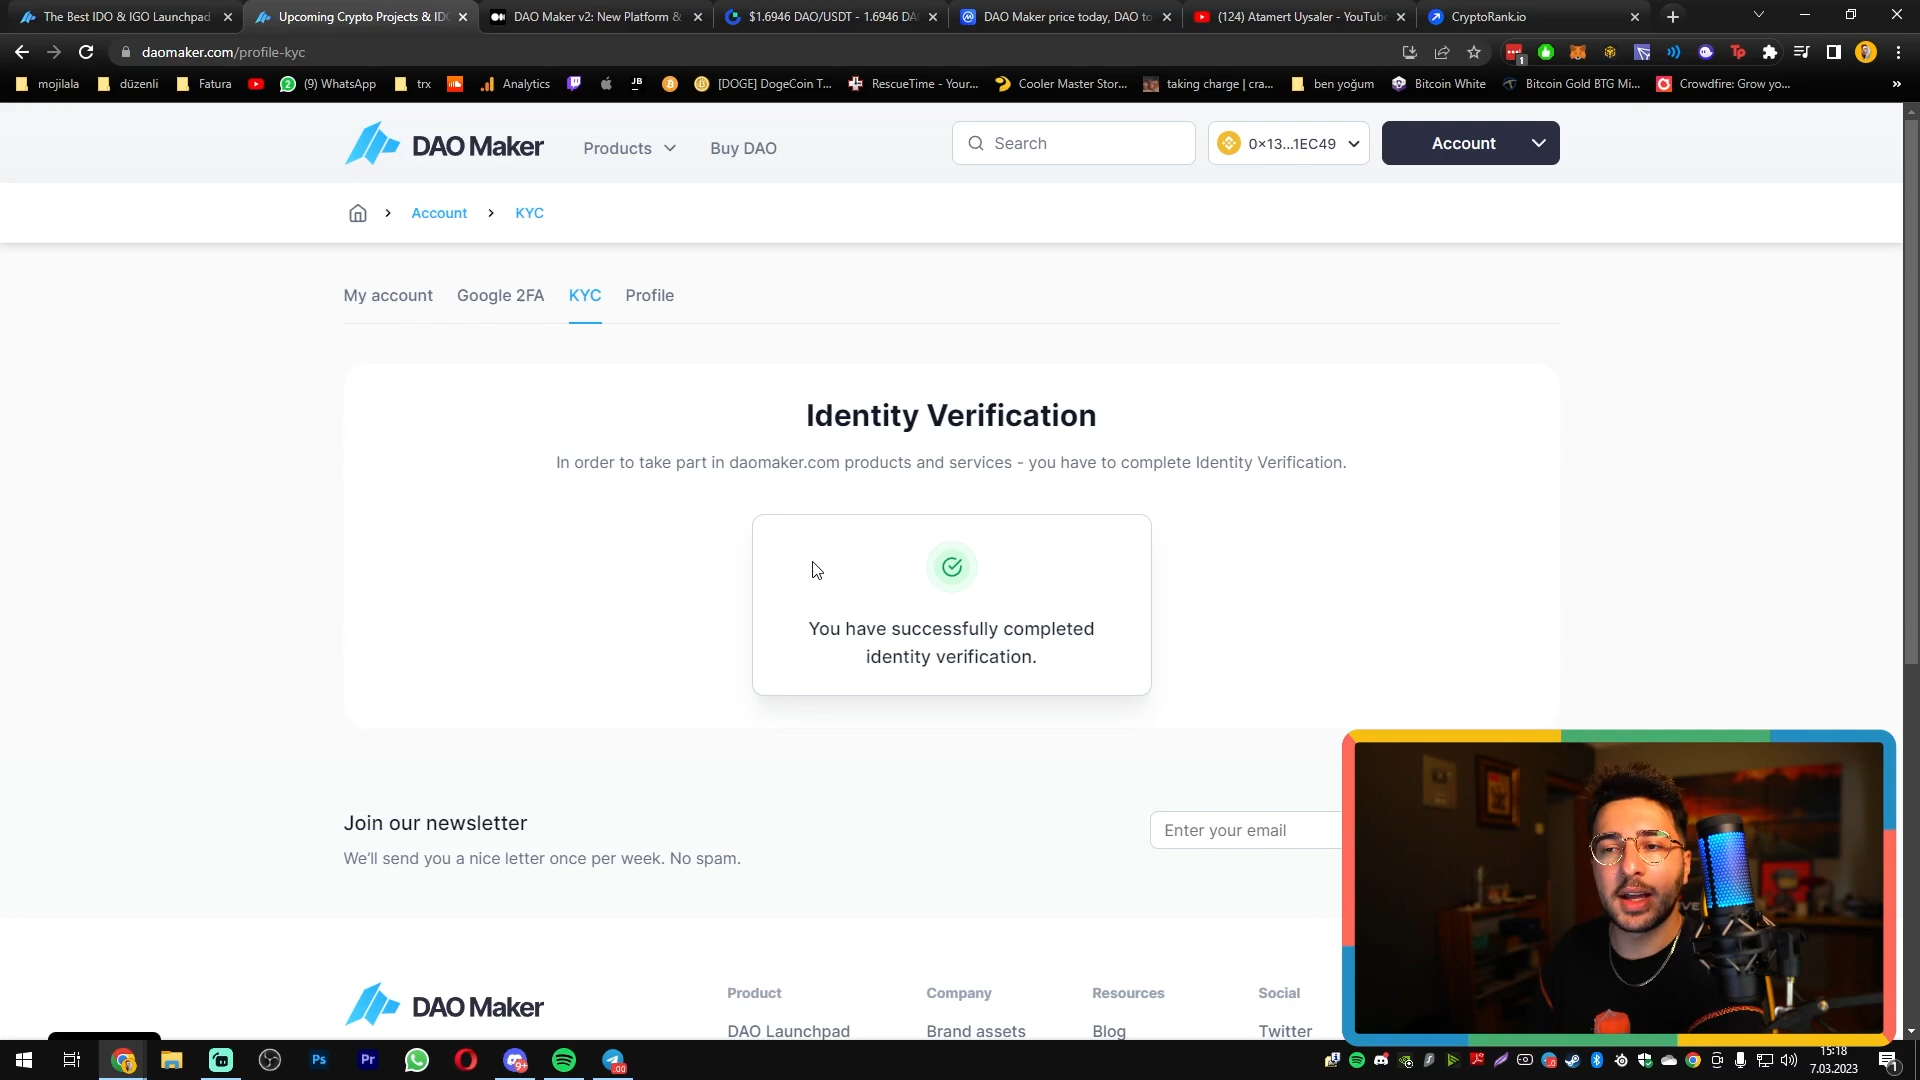 The Best IDO & IGO Launchpad
Upcoming Crypto Projects & IDO
DAO Maker v2: New Platform &
$1.6946 DAO/USDT - 1.6946 DA
DAO Maker price today, DAO to
(124) Atamert Uysaler - YouTube
CryptoRank.io
daomaker.com/profile-kyc
mojilala
düzenli
Fatura
(9) WhatsApp
trx
Analytics
JB
[DOGE] DogeCoin T...
RescueTime - Your...
Cooler Master Stor...
taking charge | cra...
ben yoğum
Bitcoin White
Bitcoin Gold BTG Mi...
Crowdfire: Grow yo...
DAO Maker
Products
Buy DAO
Search
0x13...1EC49
Account
Account
KYC
My account
Google 2FA
KYC
Profile
Identity Verification
In order to take part in daomaker.com products and services - you have to complete Identity Verification.
You have successfully completed
identity verification.
Join our newsletter
We'll send you a nice letter once per week. No spam.
Enter your email
DAO Maker
Product
Company
Resources
Social
DAO Launchpad
Brand assets
Blog
Twitter
Ps
Pr
15:18
7.03.2023